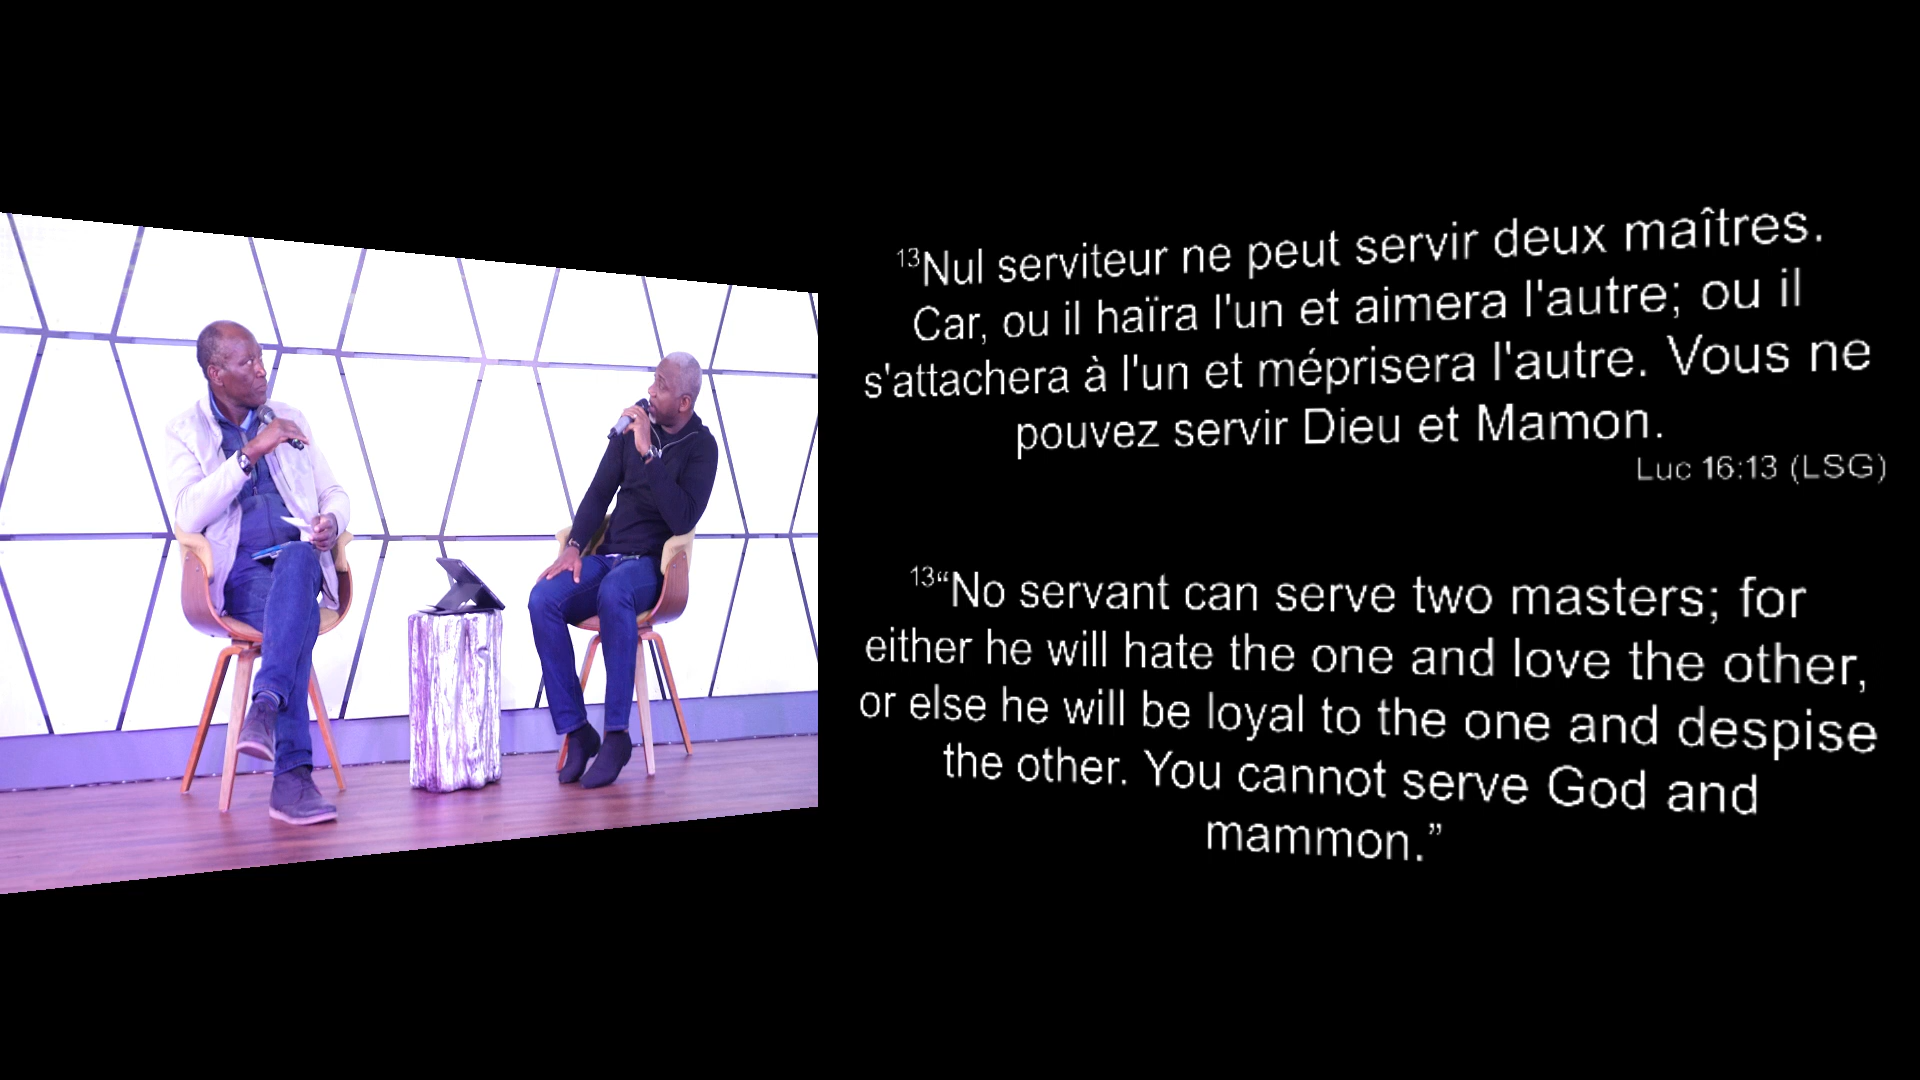 ¹³Nul serviteur ne peut servir deux maîtres.
Car, ou il haïra l'un et aimera l'autre; ou il
s'attachera à l'un et méprisera l'autre. Vous ne
pouvez servir Dieu et Mamon.
Luc 16:13 (LSG)
¹³“No servant can serve two masters; for
either he will hate the one and love the other,
or else he will be loyal to the one and despise
the other. You cannot serve God and
mammon.”